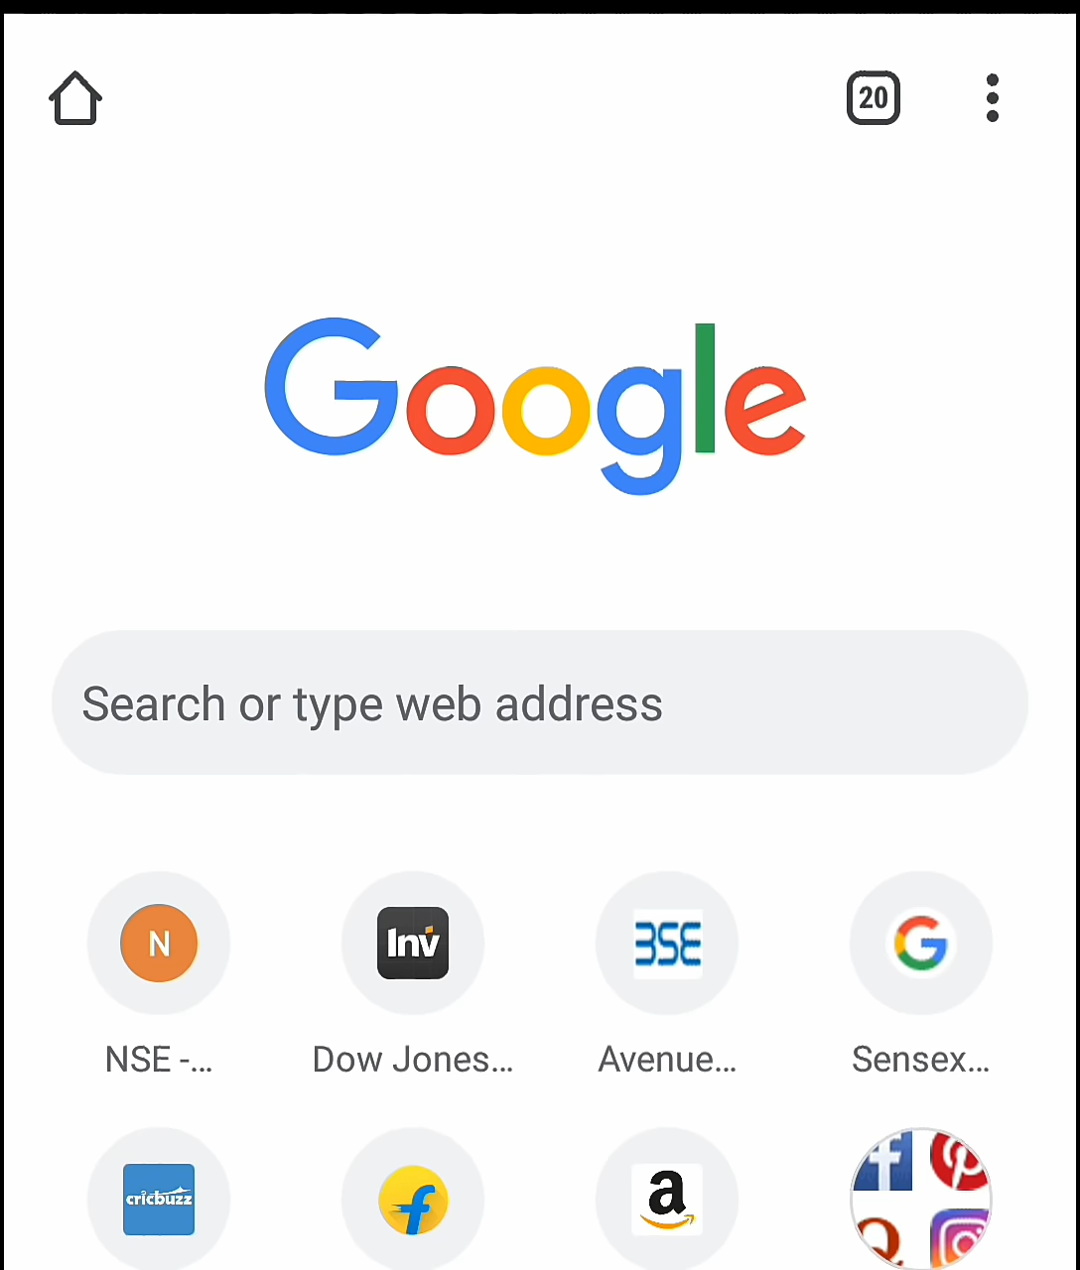 20
Google
Search or type web address
N
Inv
BSE
G
NSE -...
Dow Jones...
Avenue...
Sensex...
cricbuzz
f
a